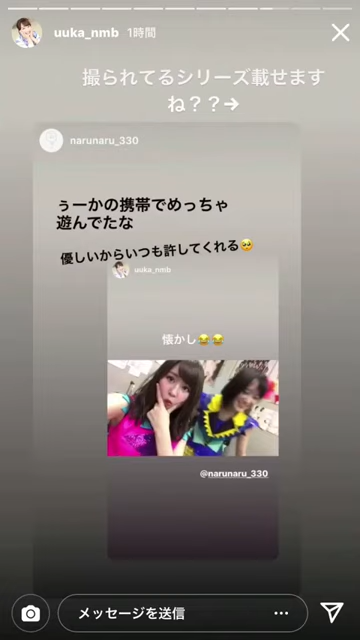 uuka_nmb 1時間
撮られてるシリーズ載せます
ね？？→
narunaru_330
ぅーかの携帯でめっちゃ
遊んでたな
優しいからいつも許してくれる🥺
uuka_nmb
懐かし😂😂
@narunaru_330
メッセージを送信